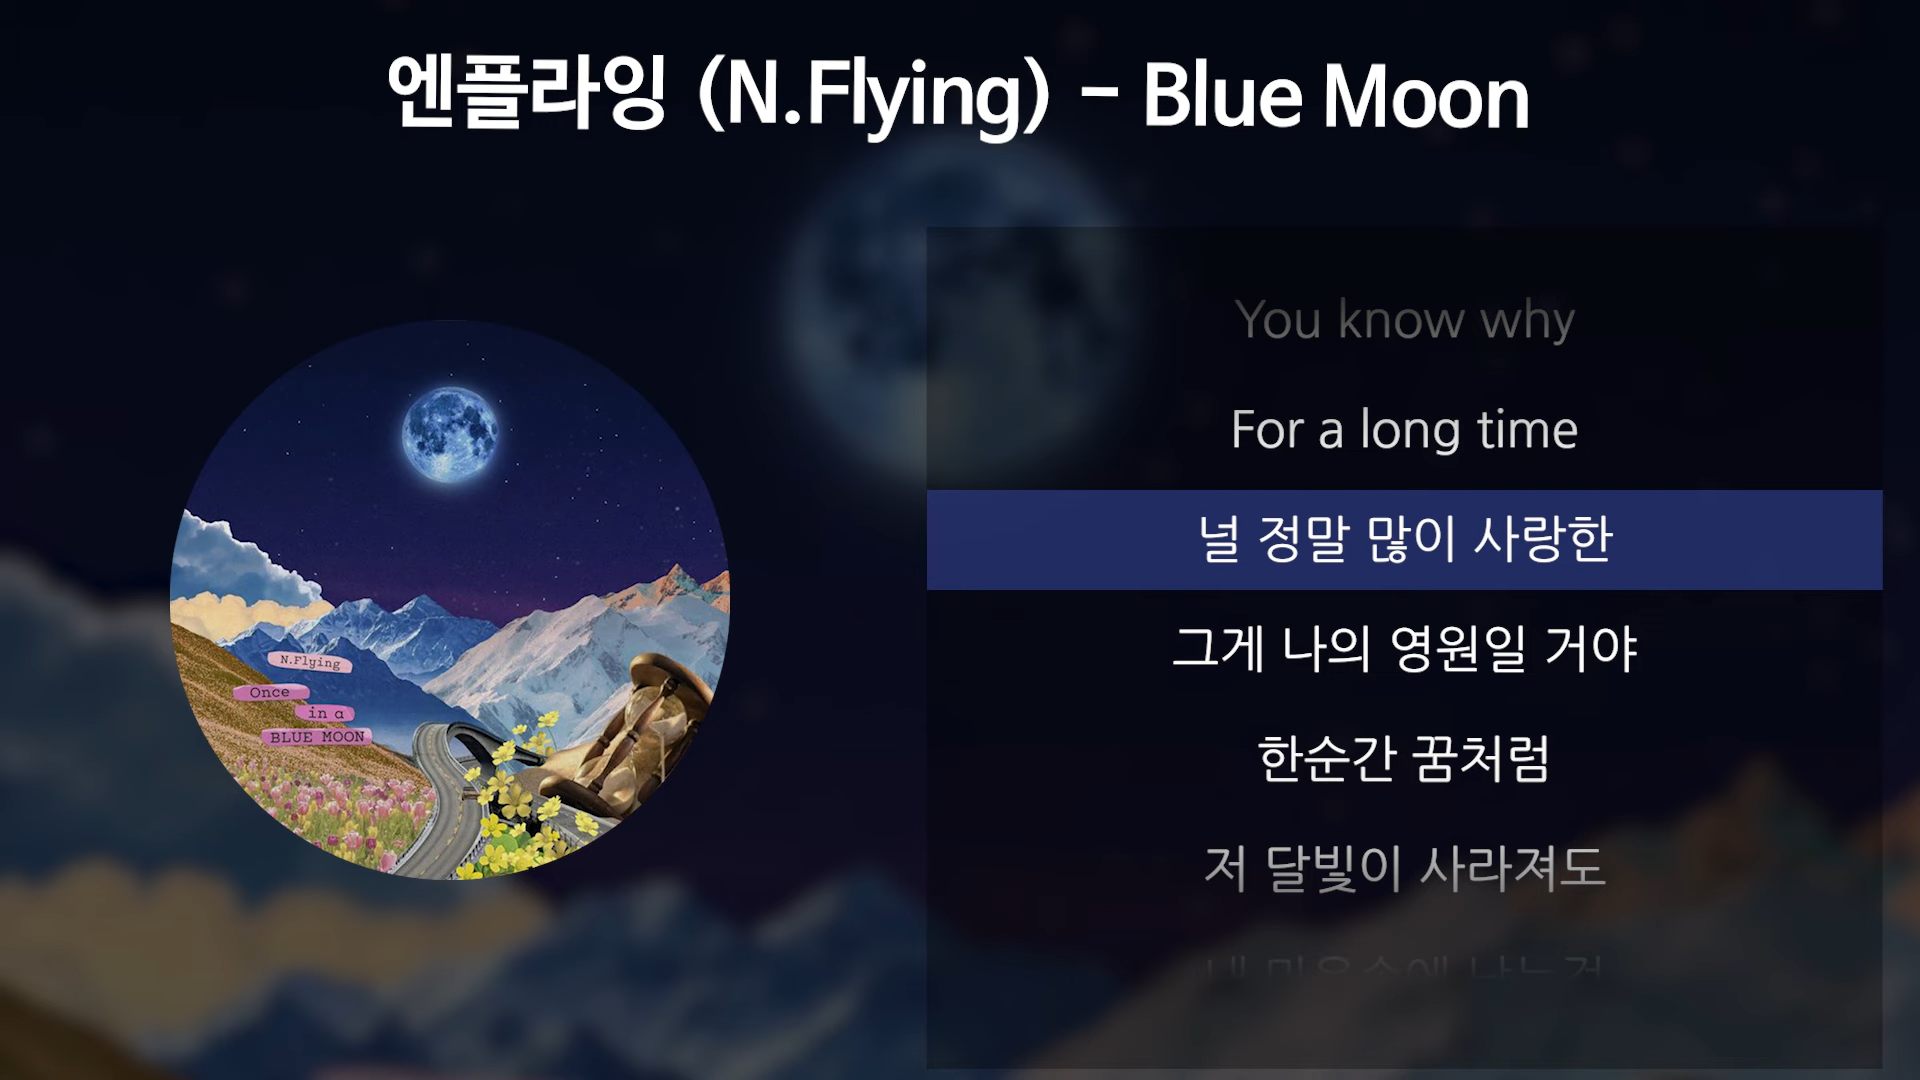 엔플라잉 (N.Flying) - Blue Moon
You know why
For a long time
널 정말 많이 사랑한
그게 나의 영원일 거야
한순간 꿈처럼
저 달빛이 사라져도
N.Flying
Once
in a
BLUE MOON